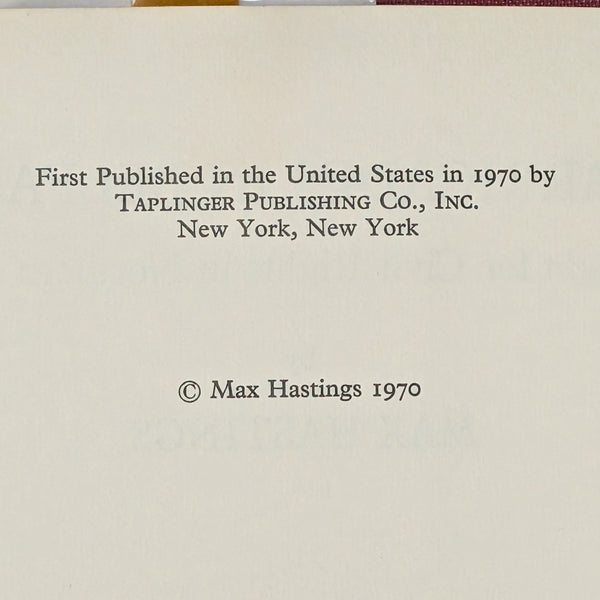 First Published in the United States in 1970 by
Taplinger Publishing Co., Inc.
New York, New York
© Max Hastings 1970